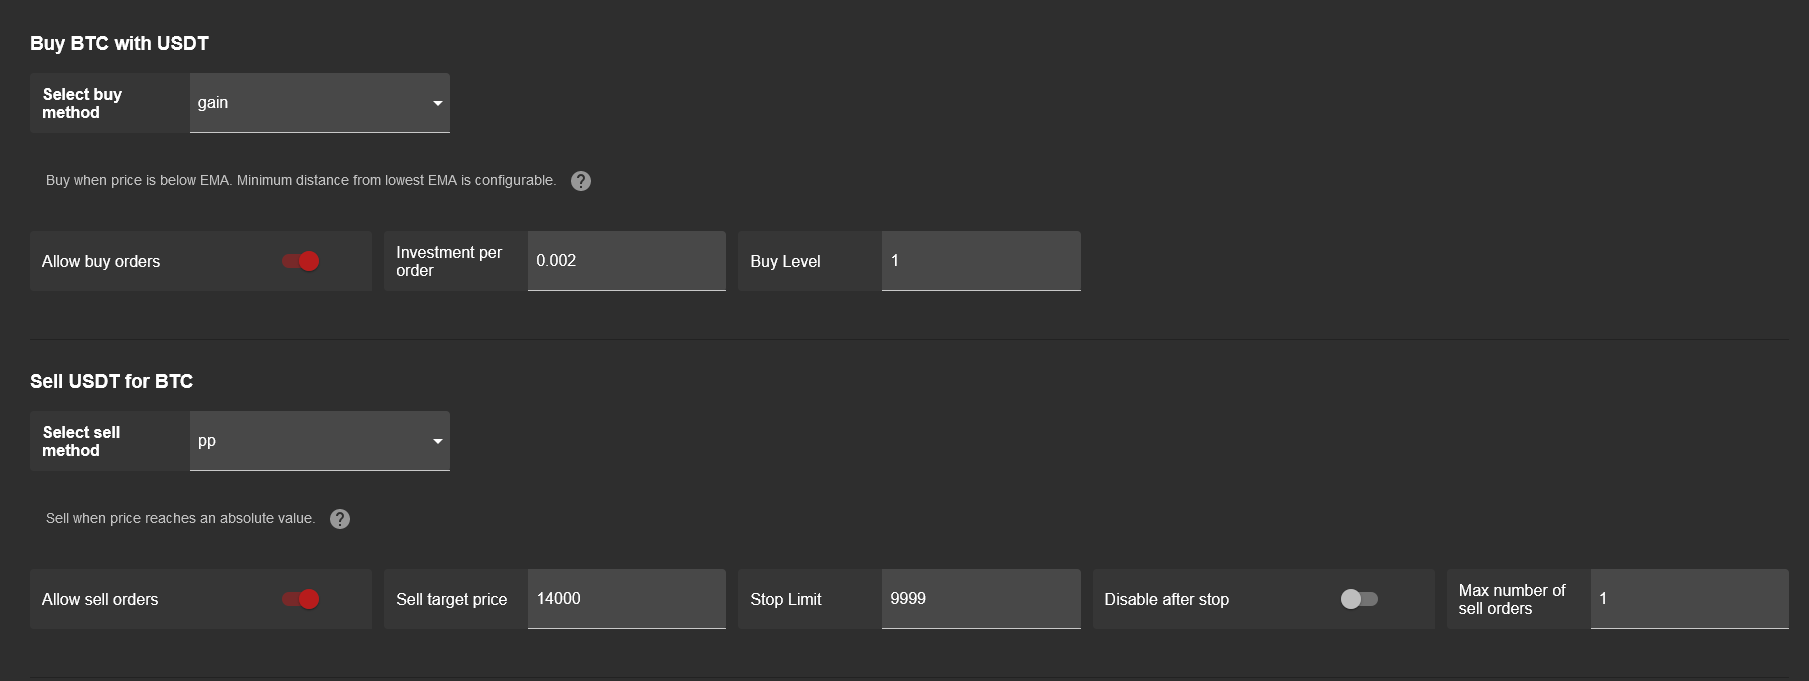 Buy BTC with USDT
Select buy
method
gain
Buy when price is below EMA. Minimum distance from lowest EMA is configurable. ?
Allow buy orders
Investment per
order
0.002
Buy Level
1
Sell USDT for BTC
Select sell
method
pp
Sell when price reaches an absolute value. ?
Allow sell orders
Sell target price
14000
Stop Limit
9999
Disable after stop
Max number of
sell orders
1